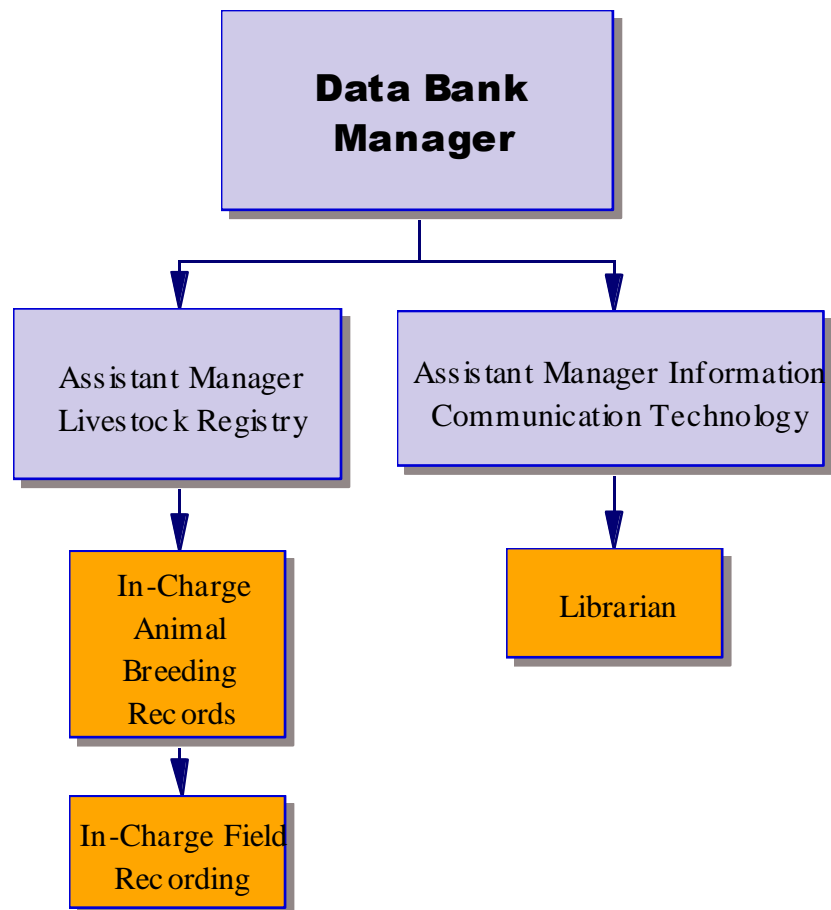 Data Bank
Manager
Assistant Manager
Livestock Registry
Assistant Manager Information
Communication Technology
In-Charge
Animal
Breeding
Records
Librarian
In-Charge Field
Recording